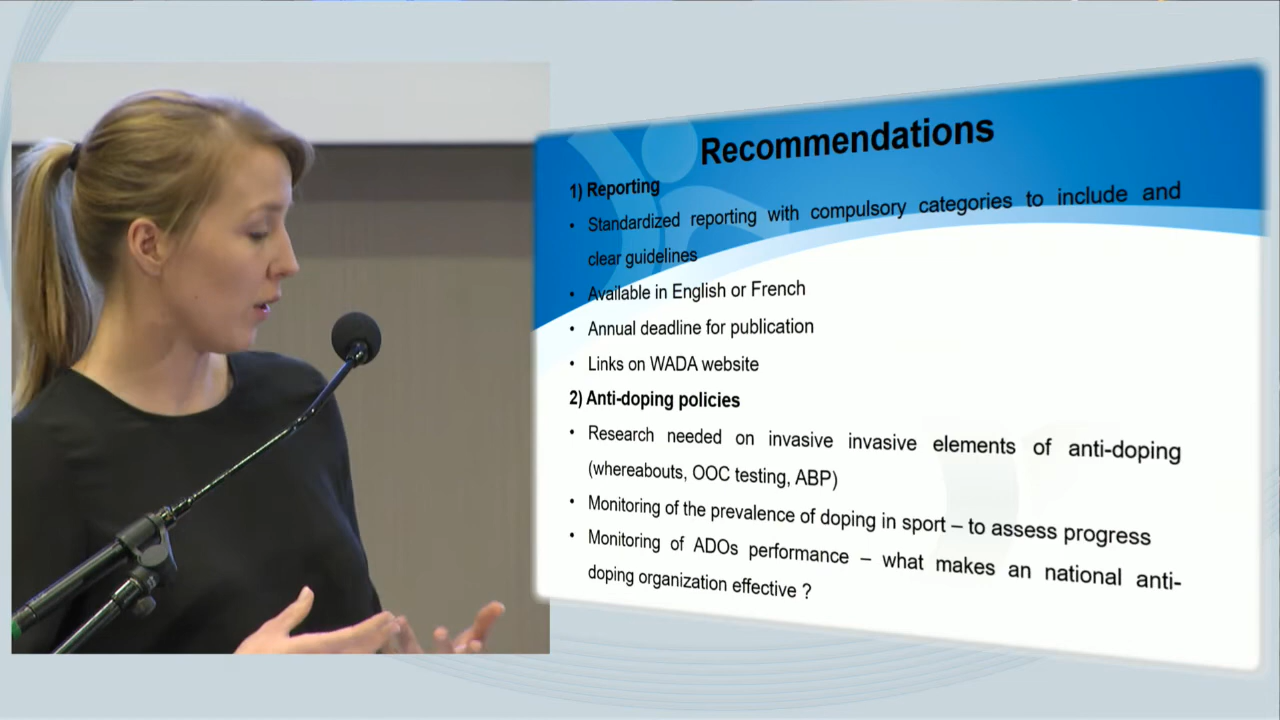 Recommendations
1) Reporting
• Standardized reporting with compulsory categories to include and
clear guidelines
• Available in English or French
• Annual deadline for publication
• Links on WADA website
2) Anti-doping policies
• Research needed on invasive invasive elements of anti-doping
(whereabouts, OOC testing, ABP)
• Monitoring of the prevalence of doping in sport – to assess progress
• Monitoring of ADOs performance – what makes an national anti-
doping organization effective ?